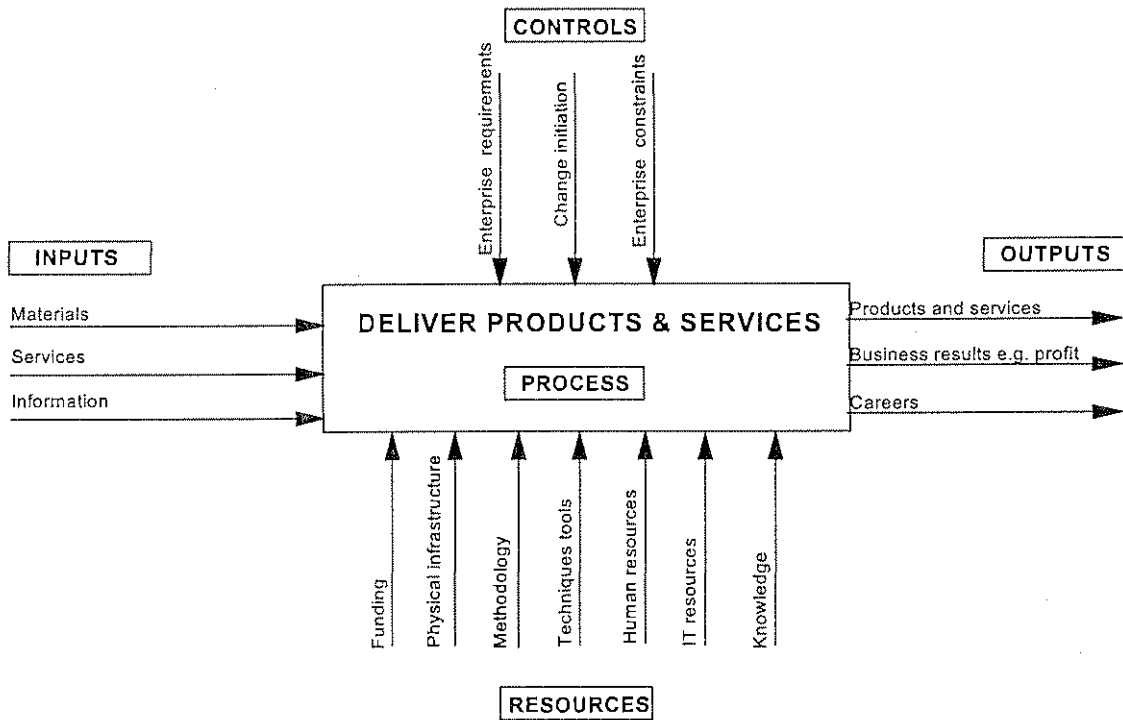 CONTROLS
Enterprise requirements
Change initiation
Enterprise constraints
INPUTS
OUTPUTS
Materials
Services
Information
DELIVER PRODUCTS & SERVICES
PROCESS
Products and services
Business results e.g. profit
Careers
Funding
Physical infrastructure
Methodology
Techniques tools
Human resources
IT resources
Knowledge
RESOURCES